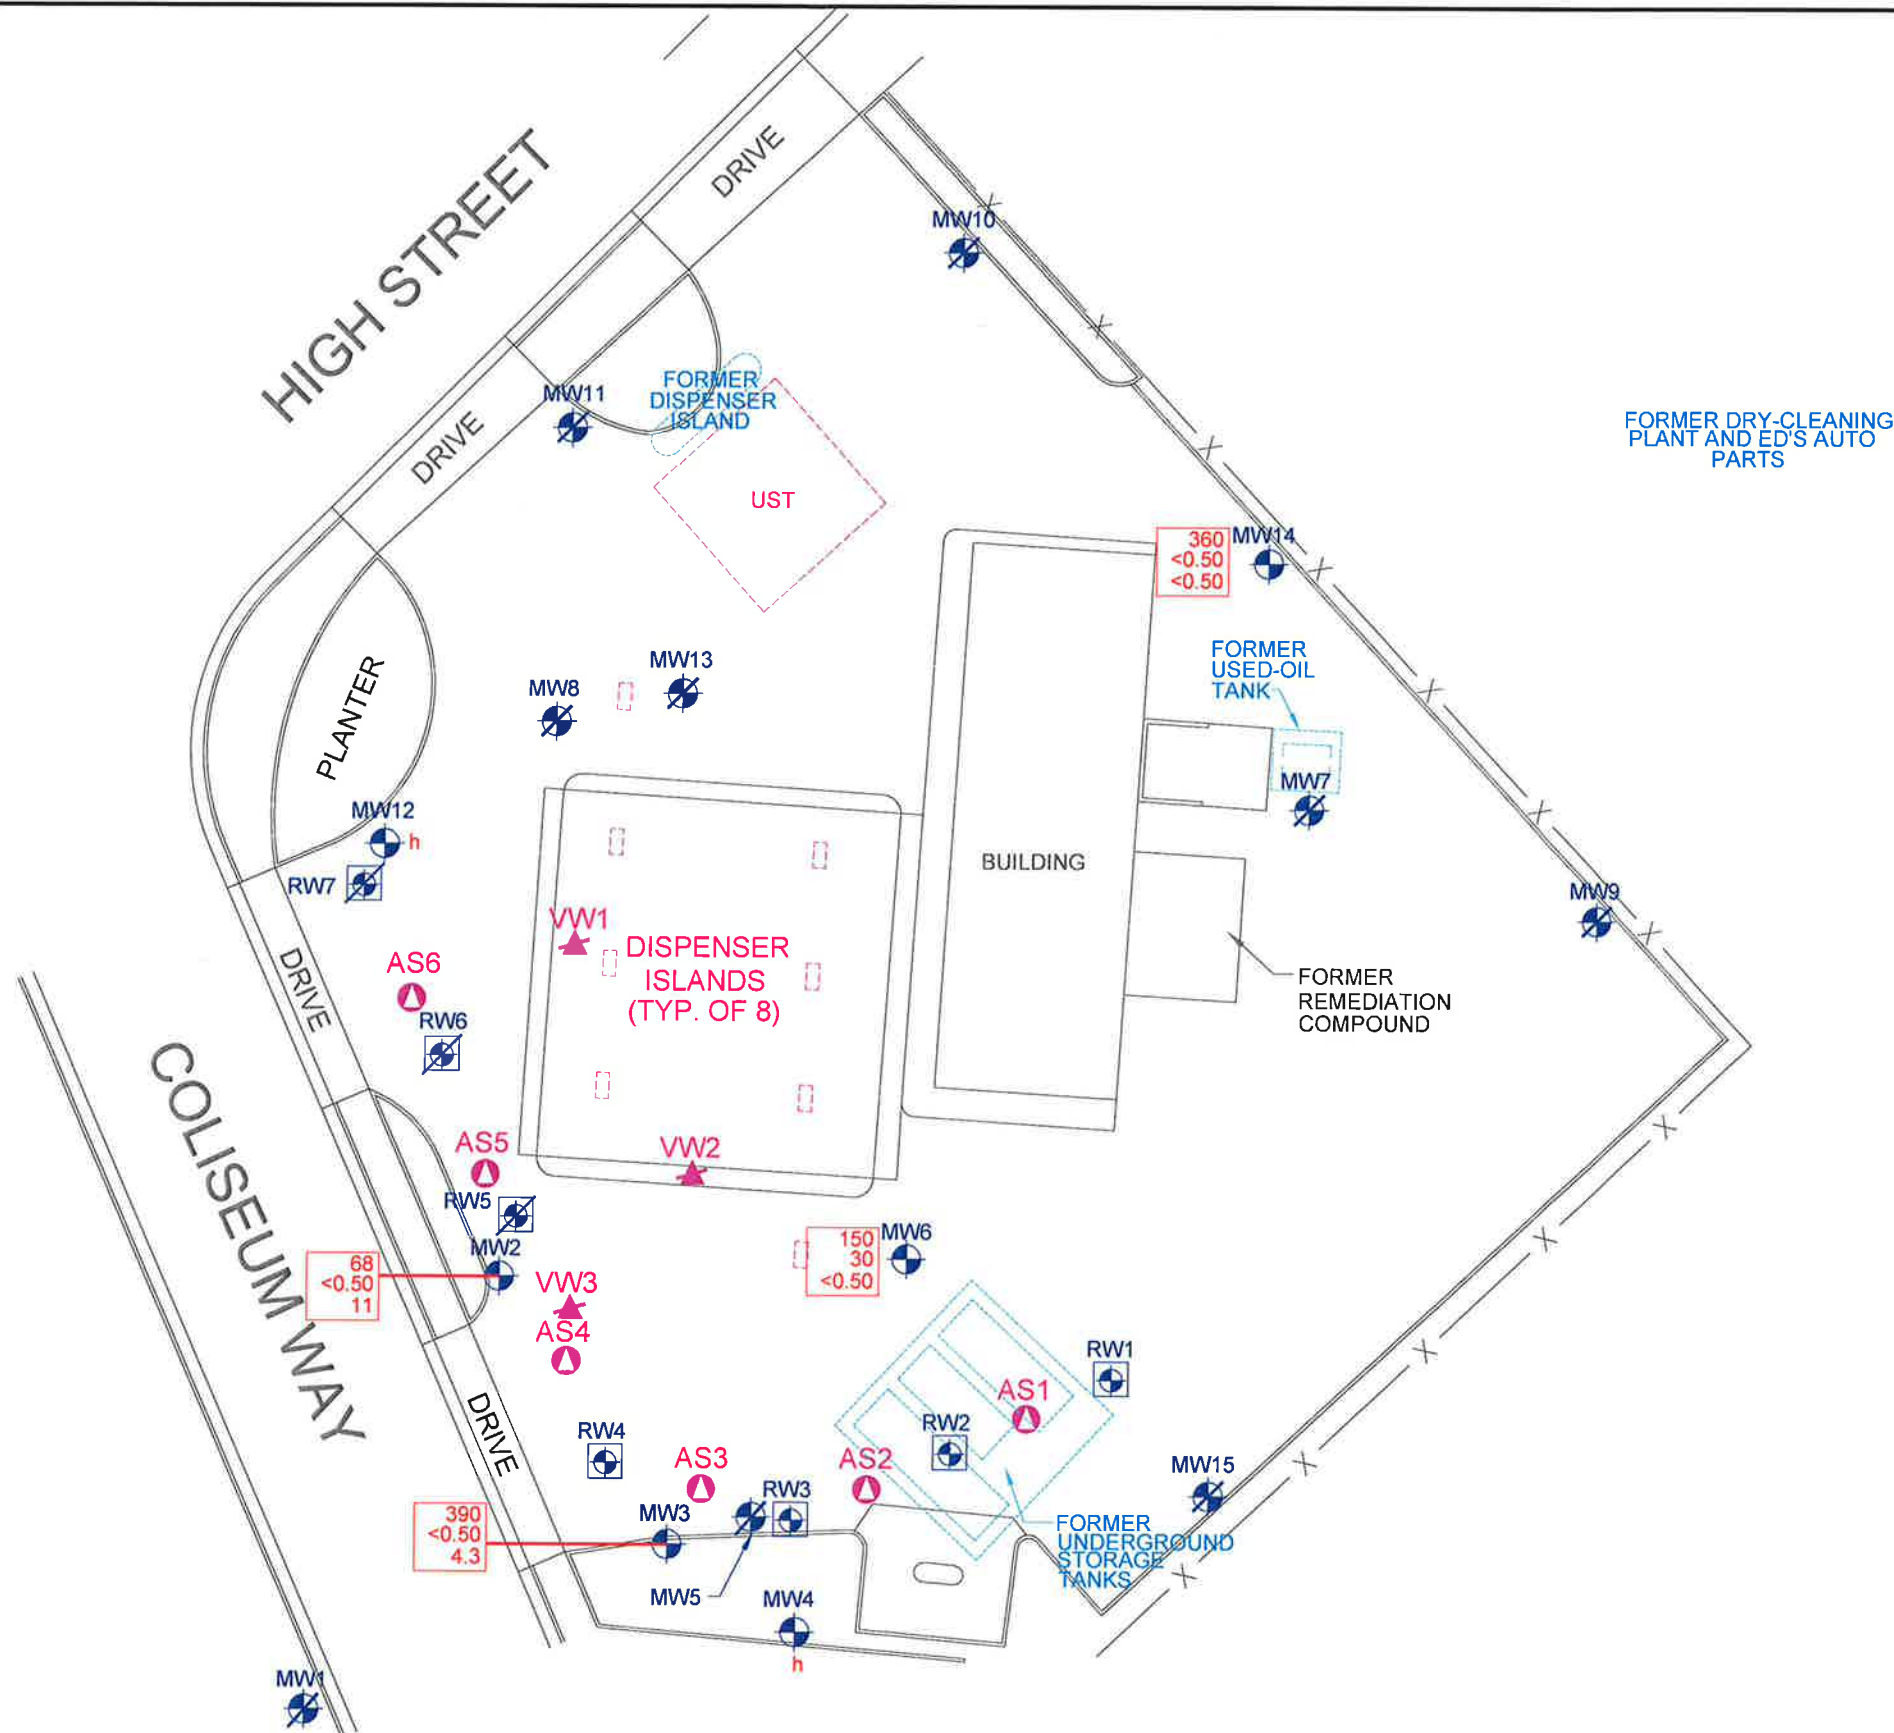 DRIVE
HIGH STREET
MW10
MW11
FORMER
DISPENSER
ISLAND
DRIVE
FORMER DRY-CLEANING
PLANT AND ED'S AUTO
PARTS
UST
360
<0.50
<0.50
MW14
FORMER
USED-OIL
TANK
MW13
MW8
PLANTER
MW7
MW12
h
RW7
BUILDING
MW9
VW1
DISPENSER
ISLANDS
(TYP. OF 8)
AS6
DRIVE
RW6
FORMER
REMEDIATION
COMPOUND
COLISEUM WAY
AS5
VW2
RW5
MW2
68
<0.50
11
150
30
<0.50
MW6
VW3
AS4
RW1
AS1
RW2
DRIVE
RW4
AS3
AS2
MW15
RW3
MW3
390
<0.50
4.3
FORMER
UNDERGROUND
STORAGE
TANKS
MW5
MW4
h
MW1
X
X
X
X
X
X
X
X
X
X
X
X
X